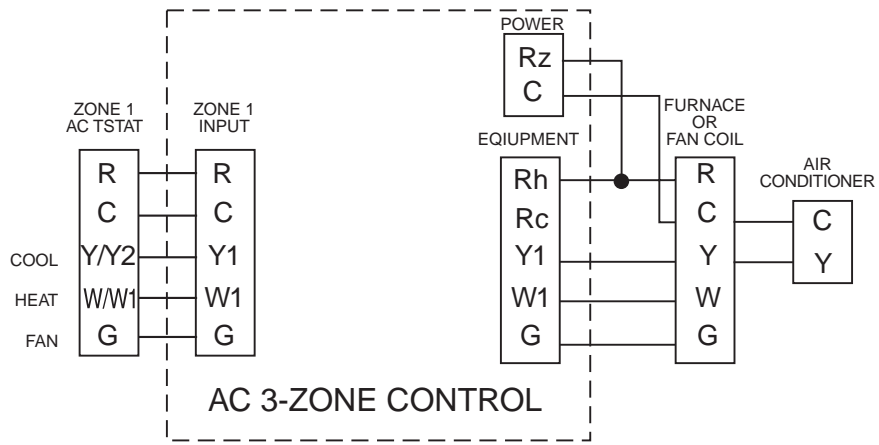 POWER
Rz
C
ZONE 1
AC TSTAT
R
C
Y/Y2
W/W1
G
COOL
HEAT
FAN
ZONE 1
INPUT
R
C
Y1
W1
G
EQIUPMENT
Rh
Rc
Y1
W1
G
FURNACE
OR
FAN COIL
R
C
Y
W
G
AIR
CONDITIONER
C
Y
AC 3-ZONE CONTROL